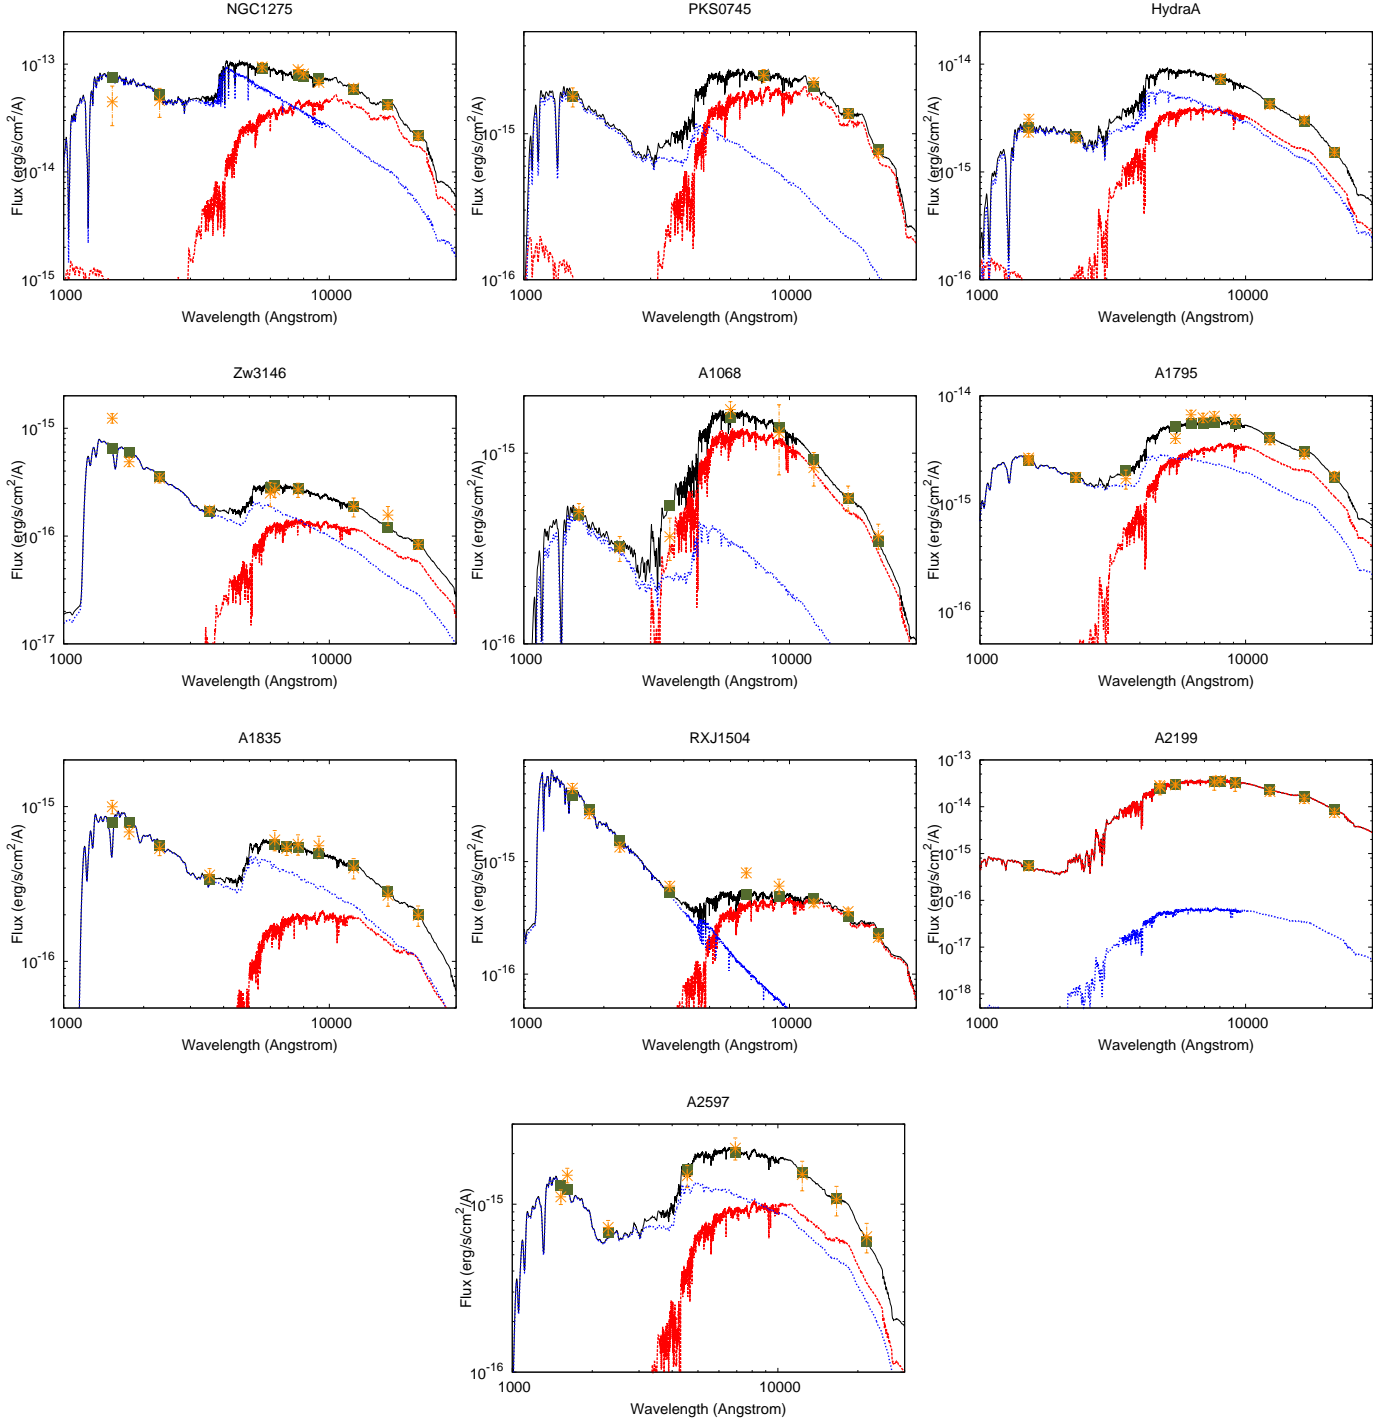 NGC1275
PKS0745
HydraA
10^-13
10^-14
10^-15
Flux (erg/s/cm^2/A)
1000
10000
Wavelength (Angstrom)
10^-15
10^-16
Flux (erg/s/cm^2/A)
1000
10000
Wavelength (Angstrom)
10^-14
10^-15
10^-16
Flux (erg/s/cm^2/A)
1000
10000
Wavelength (Angstrom)
Zw3146
A1068
A1795
10^-15
10^-16
10^-17
Flux (erg/s/cm^2/A)
1000
10000
Wavelength (Angstrom)
10^-15
10^-16
Flux (erg/s/cm^2/A)
1000
10000
Wavelength (Angstrom)
10^-14
10^-15
10^-16
Flux (erg/s/cm^2/A)
1000
10000
Wavelength (Angstrom)
A1835
RXJ1504
A2199
10^-15
10^-16
Flux (erg/s/cm^2/A)
1000
10000
Wavelength (Angstrom)
10^-15
10^-16
Flux (erg/s/cm^2/A)
1000
10000
Wavelength (Angstrom)
10^-13
10^-14
10^-15
10^-16
10^-17
10^-18
Flux (erg/s/cm^2/A)
1000
10000
Wavelength (Angstrom)
A2597
10^-15
10^-16
Flux (erg/s/cm^2/A)
1000
10000
Wavelength (Angstrom)